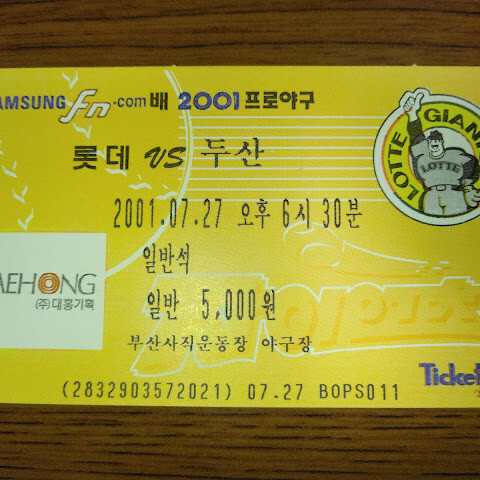 AMSUNG fn.com배 2001프로야구
롯데 VS 두산
LOTTE GIAN
LOTTE
2001.07.27 오후 6시 30분
일반석
AEHONG
(주)대홍기획
일반 5,000원
부산사직운동장 야구장
Ticket
(2832903572021) 07.27 BOPS011